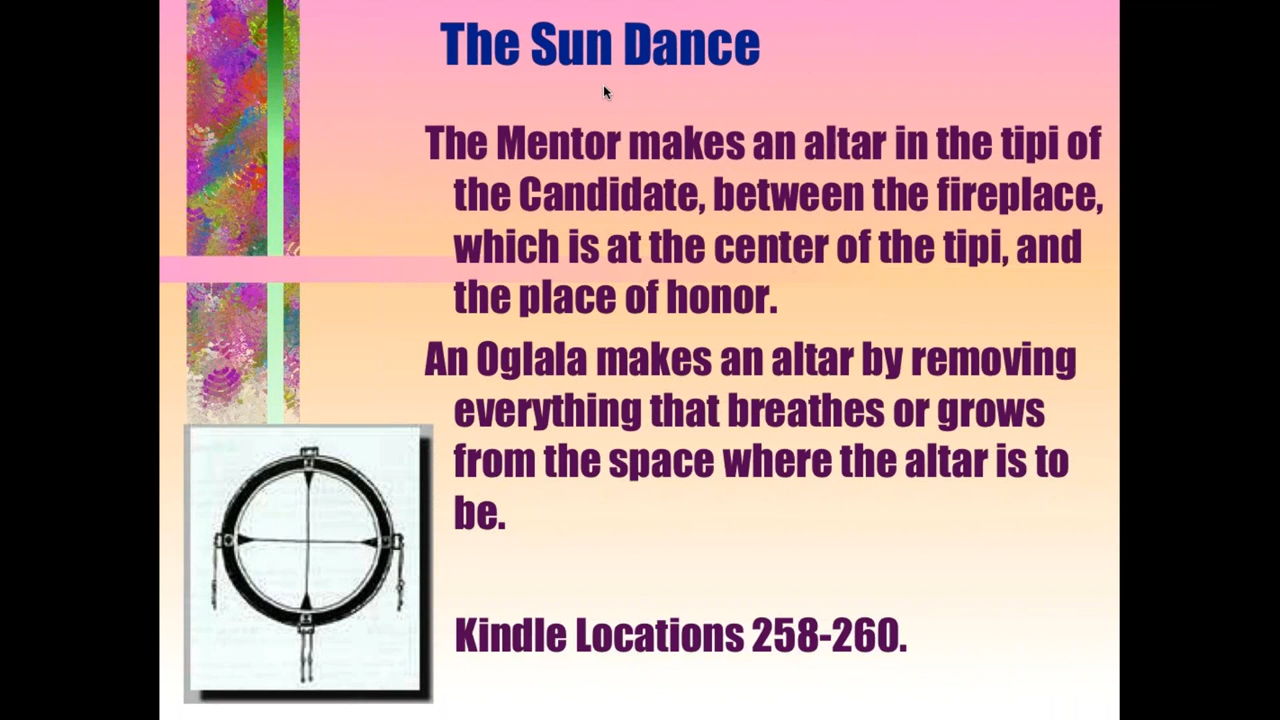 The Sun Dance
The Mentor makes an altar in the tipi of
the Candidate, between the fireplace,
which is at the center of the tipi, and
the place of honor.
An Oglala makes an altar by removing
everything that breathes or grows
from the space where the altar is to
be.
Kindle Locations 258-260.